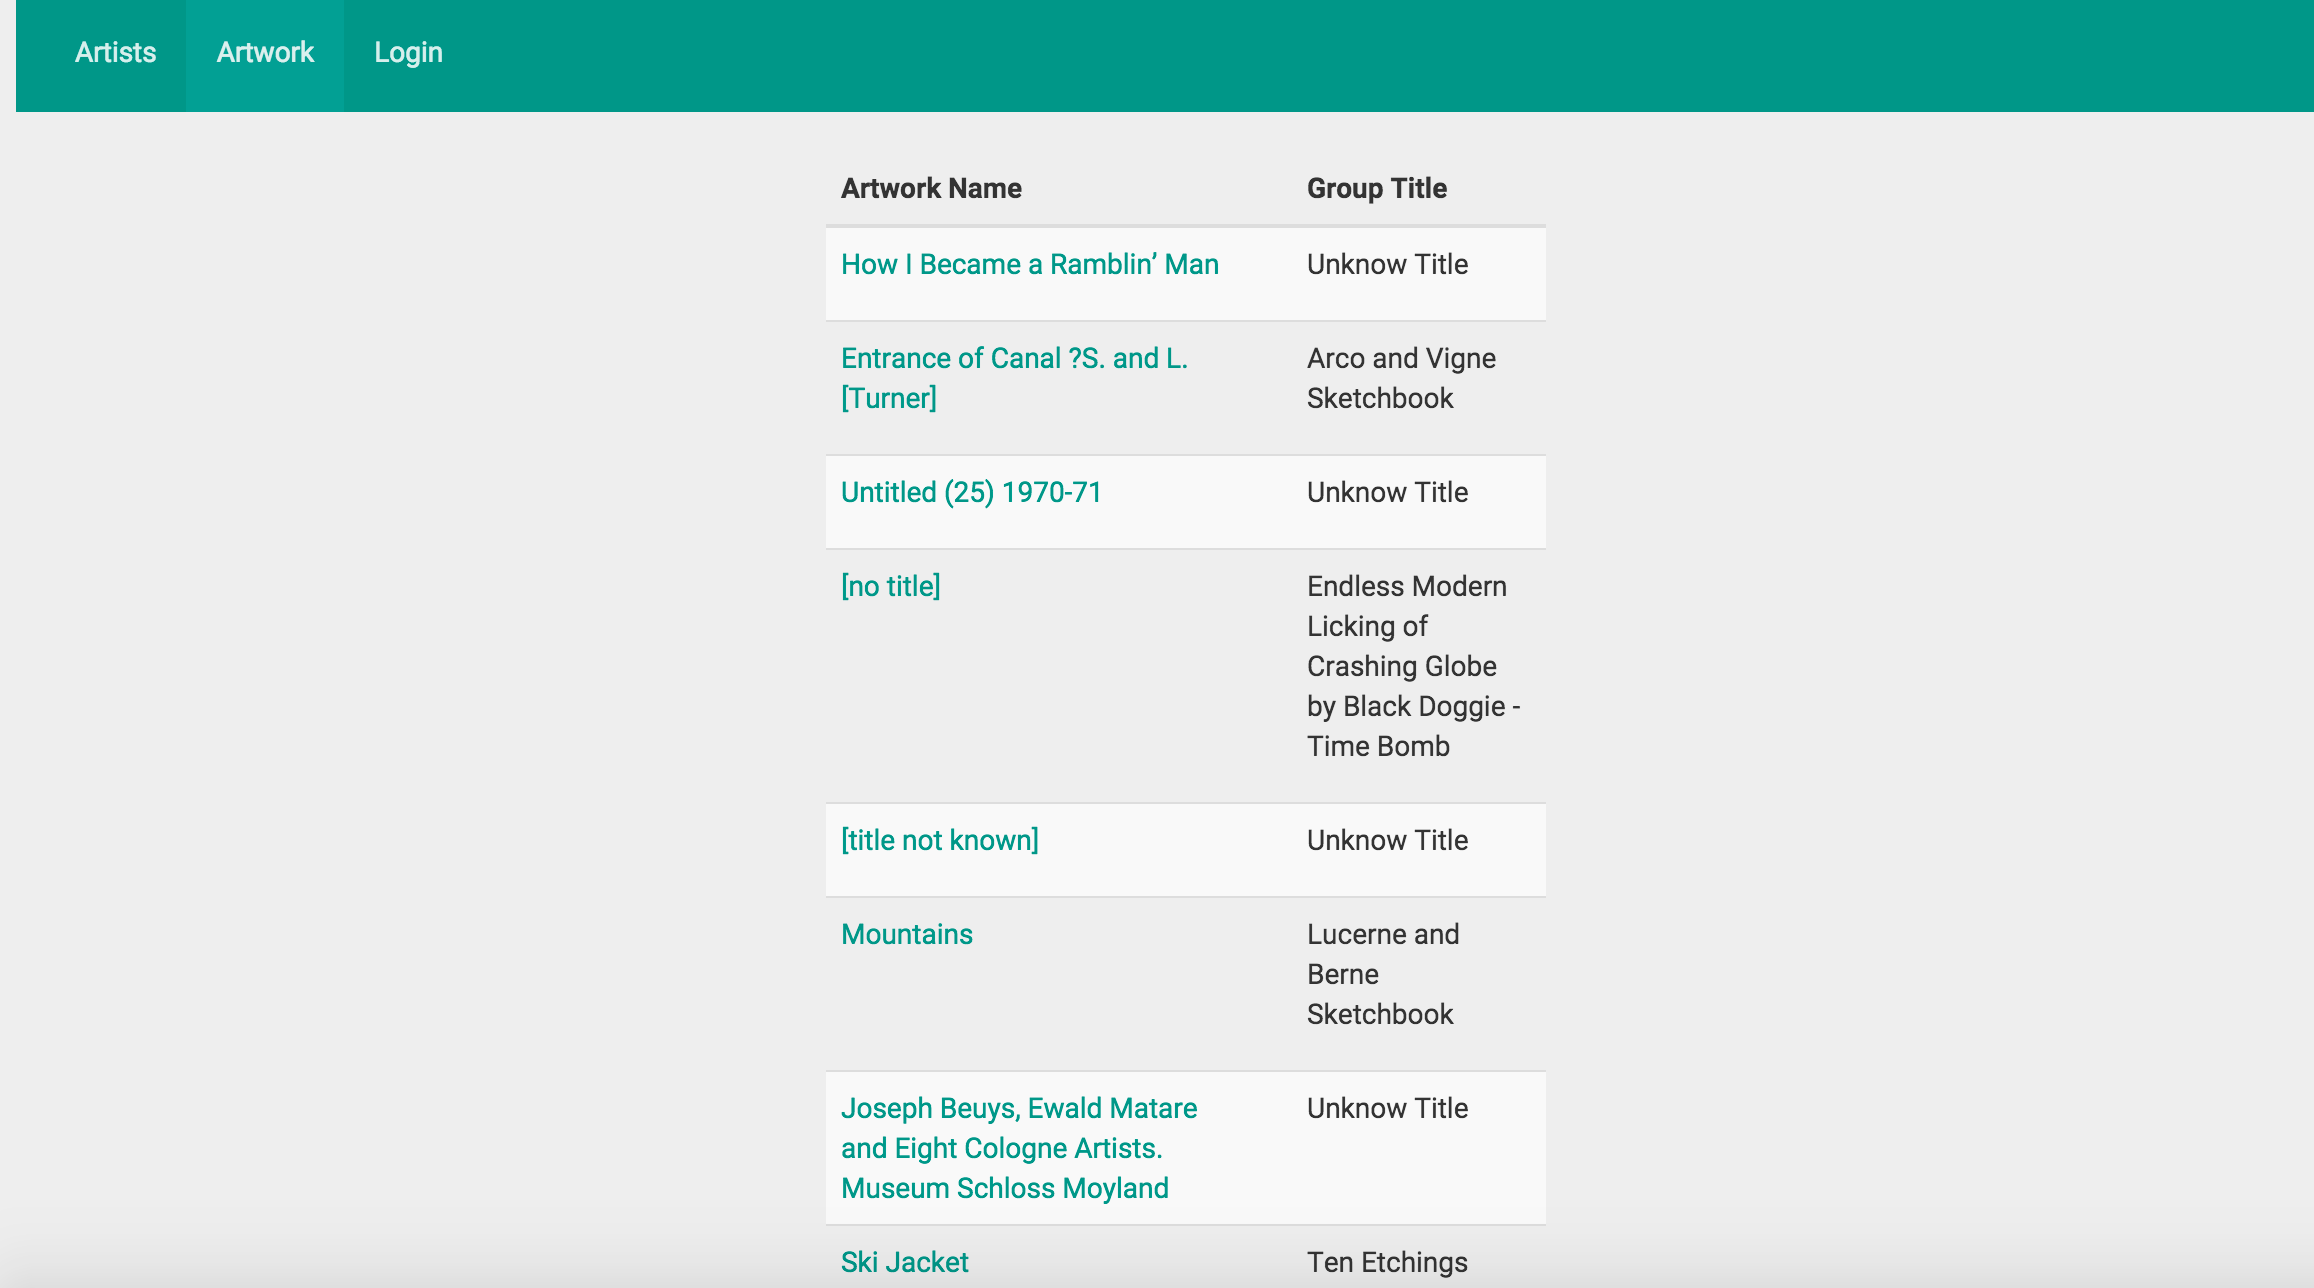 Artists Artwork Login
Artwork Name Group Title
How I Became a Ramblin’ Man Unknow Title
Entrance of Canal ?S. and L. Arco and Vigne
[Turner] Sketchbook
Untitled (25) 1970-71 Unknow Title
[no title] Endless Modern
Licking of
Crashing Globe
by Black Doggie -
Time Bomb
[title not known] Unknow Title
Mountains Lucerne and
Berne
Sketchbook
Joseph Beuys, Ewald Matare Unknow Title
and Eight Cologne Artists.
Museum Schloss Moyland
Ski Jacket Ten Etchings